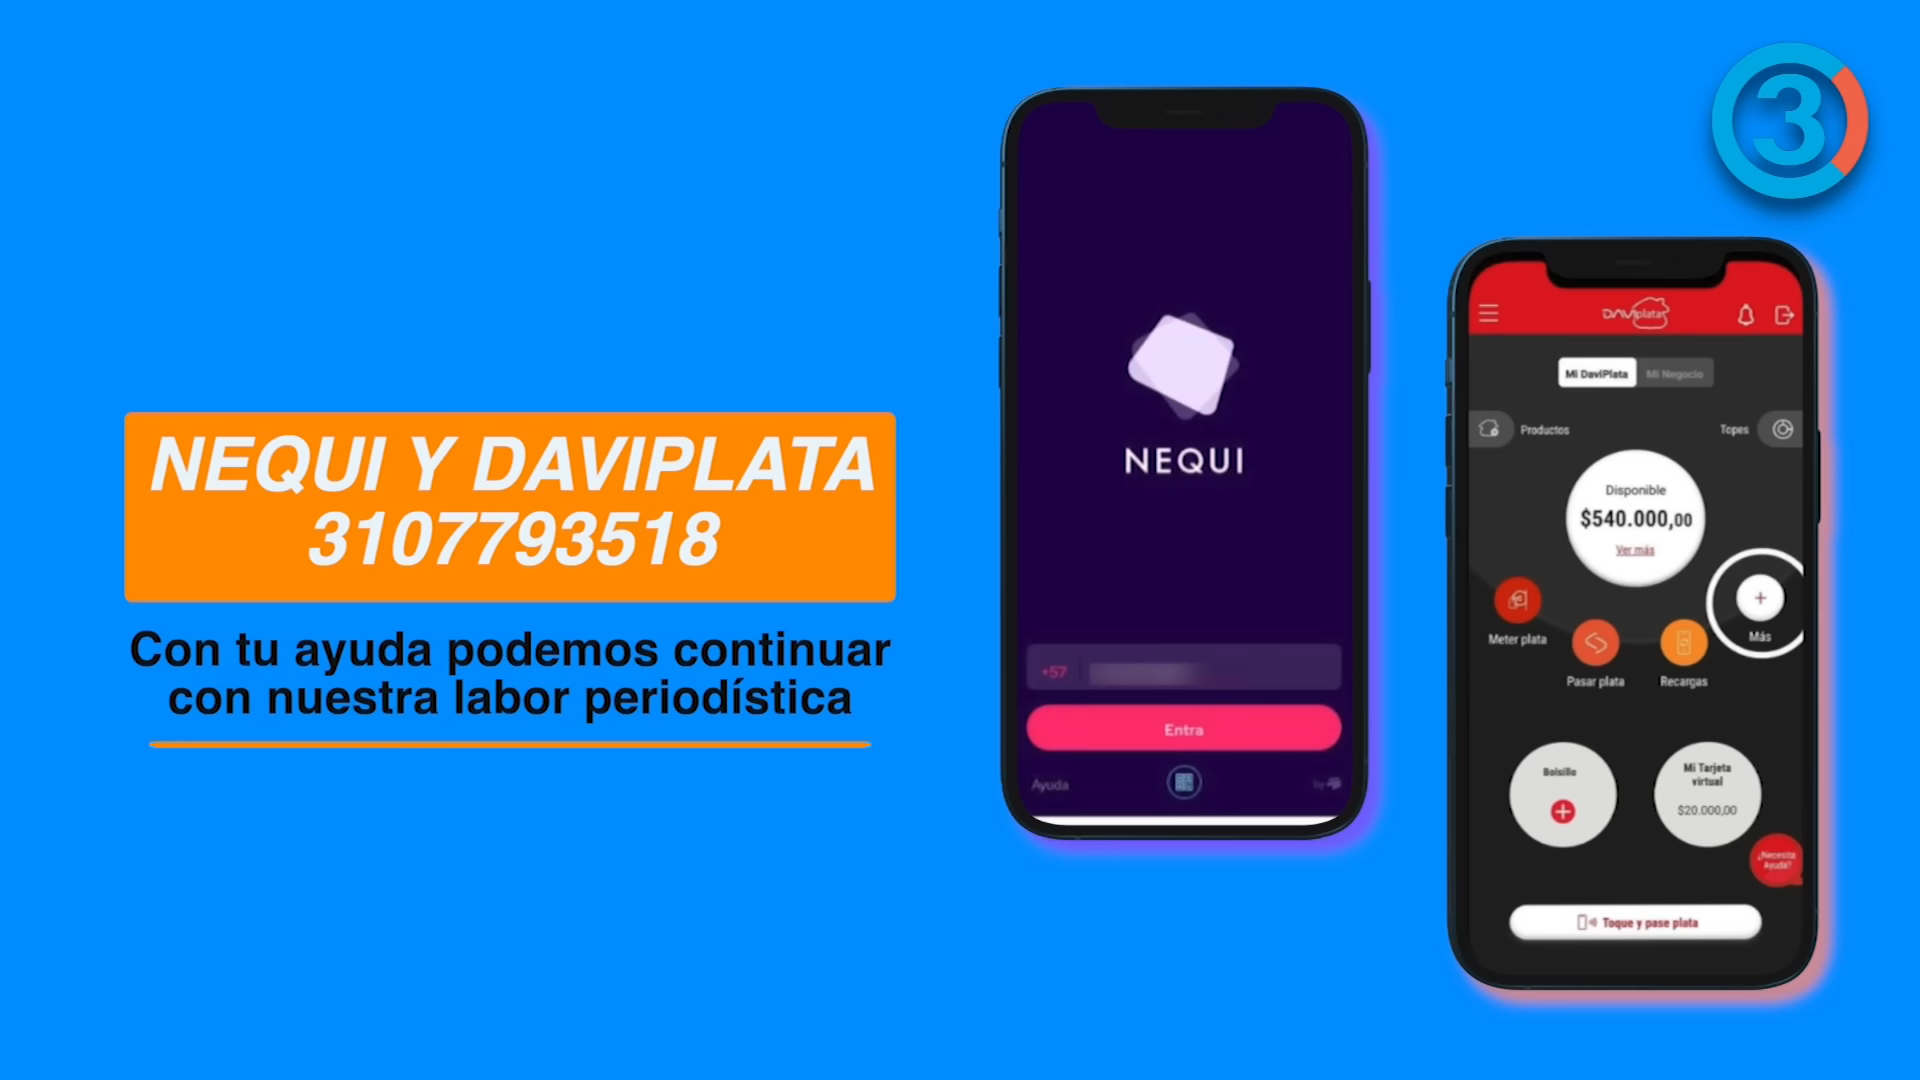 3
NEQUI Y DAVIPLATA
3107793518
Con tu ayuda podemos continuar
con nuestra labor periodística
NEQUI
+57
Entra
Ayuda
by
DAVIplata
Mi DaviPlata Mi Negocio
Productos Topes
Disponible
$540.000,00
Ver más
Más
Meter plata
Pasar plata Recargas
Bolsillo
Mi Tarjeta
virtual
$20.000,00
¿Necesita
Ayuda?
Toque y pase plata